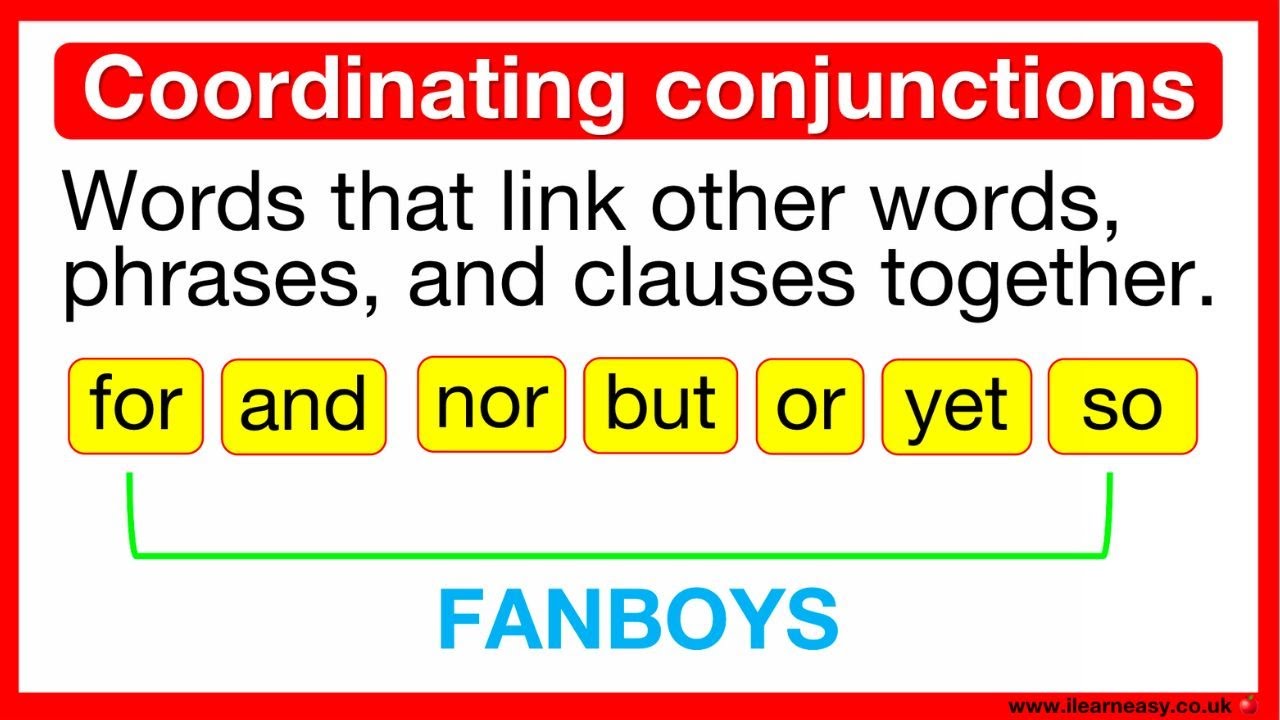 Coordinating conjunctions
Words that link other words,
phrases, and clauses together.
for and nor but or yet so
FANBOYS
www.ilearneasy.co.uk